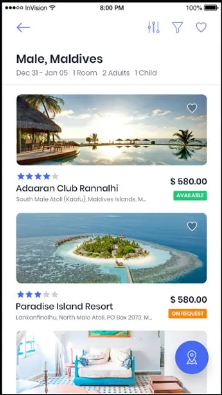 InVision
8:00 PM
100%
Male, Maldives
Dec 31 - Jan 05 1 Room 2 Adults 1 Child
Adaaran Club Rannalhi
$ 580.00
South Male Atoll (Kaafu), Maldives Islands, M...
AVAILABLE
Paradise Island Resort
$ 580.00
Lankanfinolhu, North Male Atoll, PO Box 2073, M...
ON REQUEST